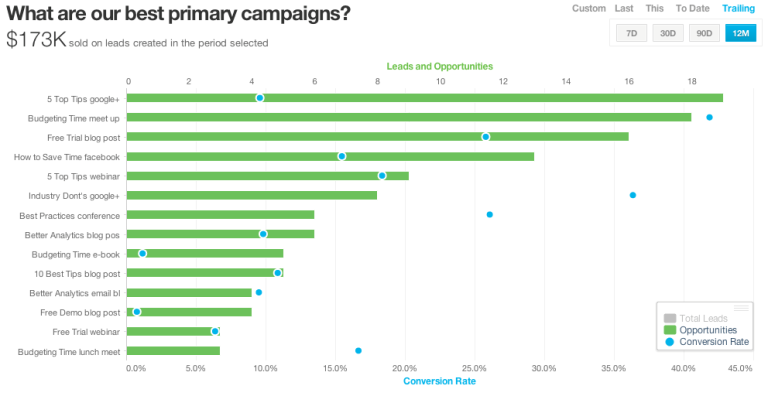 What are our best primary campaigns?
$173K sold on leads created in the period selected
Custom Last This To Date Trailing
7D 30D 90D 12M
Leads and Opportunities
0 2 4 6 8 10 12 14 16 18
5 Top Tips google+
Budgeting Time meet up
Free Trial blog post
How to Save Time facebook
5 Top Tips webinar
Industry Dont's google+
Best Practices conference
Better Analytics blog pos
Budgeting Time e-book
10 Best Tips blog post
Better Analytics email bl
Free Demo blog post
Free Trial webinar
Budgeting Time lunch meet
Total Leads
Opportunities
Conversion Rate
0.0% 5.0% 10.0% 15.0% 20.0% 25.0% 30.0% 35.0% 40.0% 45.0%
Conversion Rate